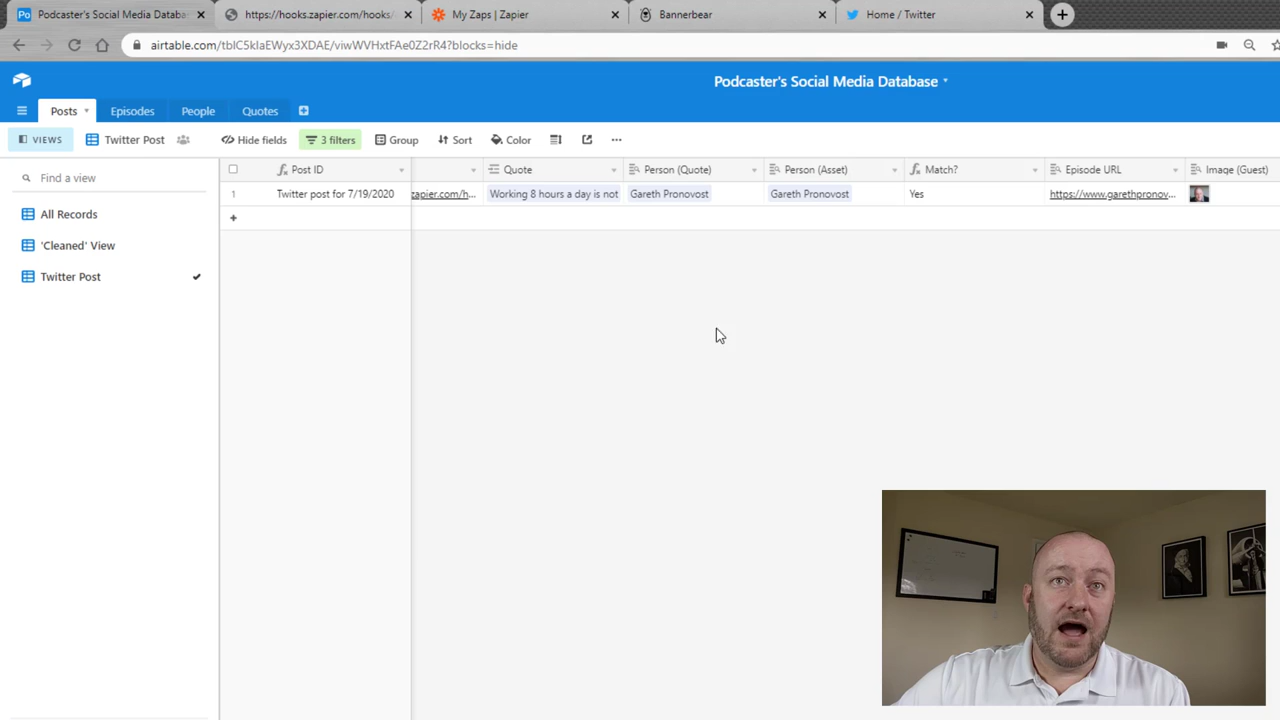 Podcaster's Social Media Databa
https://hooks.zapier.com/hooks/
My Zaps | Zapier
Bannerbear
Home / Twitter
airtable.com/tblC5klaEWyx3XDAE/viwWVHxtFAe0Z2rR4?blocks=hide
Podcaster's Social Media Database
Posts Episodes People Quotes
VIEWS Twitter Post Hide fields 3 filters Group Sort Color
Find a view
All Records
'Cleaned' View
Twitter Post
Post ID Quote Person (Quote) Person (Asset) Match? Episode URL Image (Guest)
1 Twitter post for 7/19/2020 zapier.com/h... Working 8 hours a day is not Gareth Pronovost Gareth Pronovost Yes https://www.garethpronov...